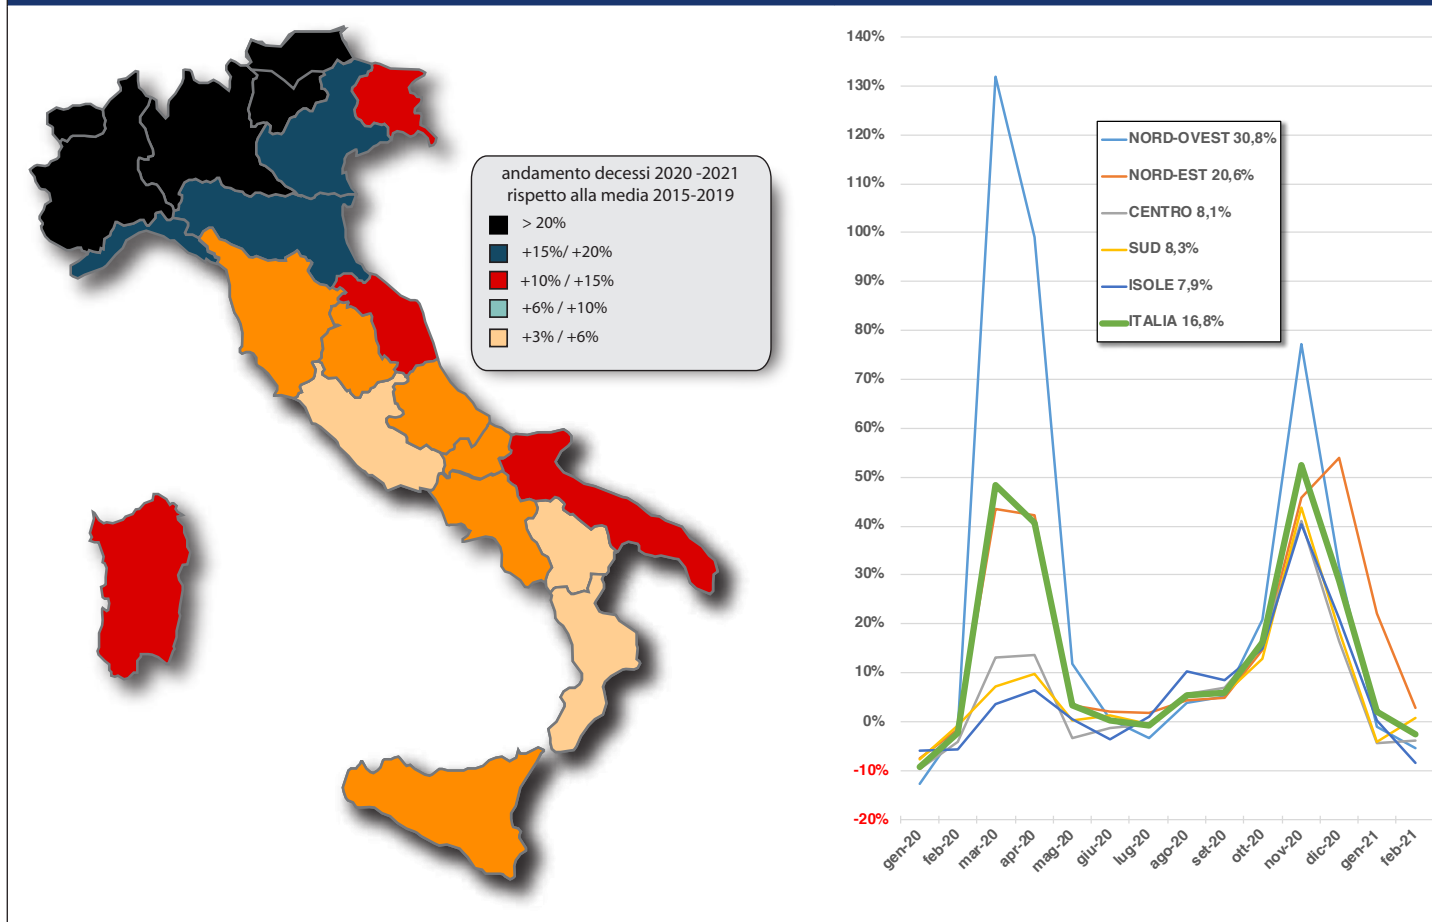 andamento decessi 2020 -2021
rispetto alla media 2015-2019
> 20%
+15%/ +20%
+10% / +15%
+6% / +10%
+3% / +6%
140%
130%
120%
110%
100%
90%
80%
70%
60%
50%
40%
30%
20%
10%
0%
-10%
-20%
NORD-OVEST 30,8%
NORD-EST 20,6%
CENTRO 8,1%
SUD 8,3%
ISOLE 7,9%
ITALIA 16,8%
gen-20
feb-20
mar-20
apr-20
mag-20
giu-20
lug-20
ago-20
set-20
ott-20
nov-20
dic-20
gen-21
feb-21